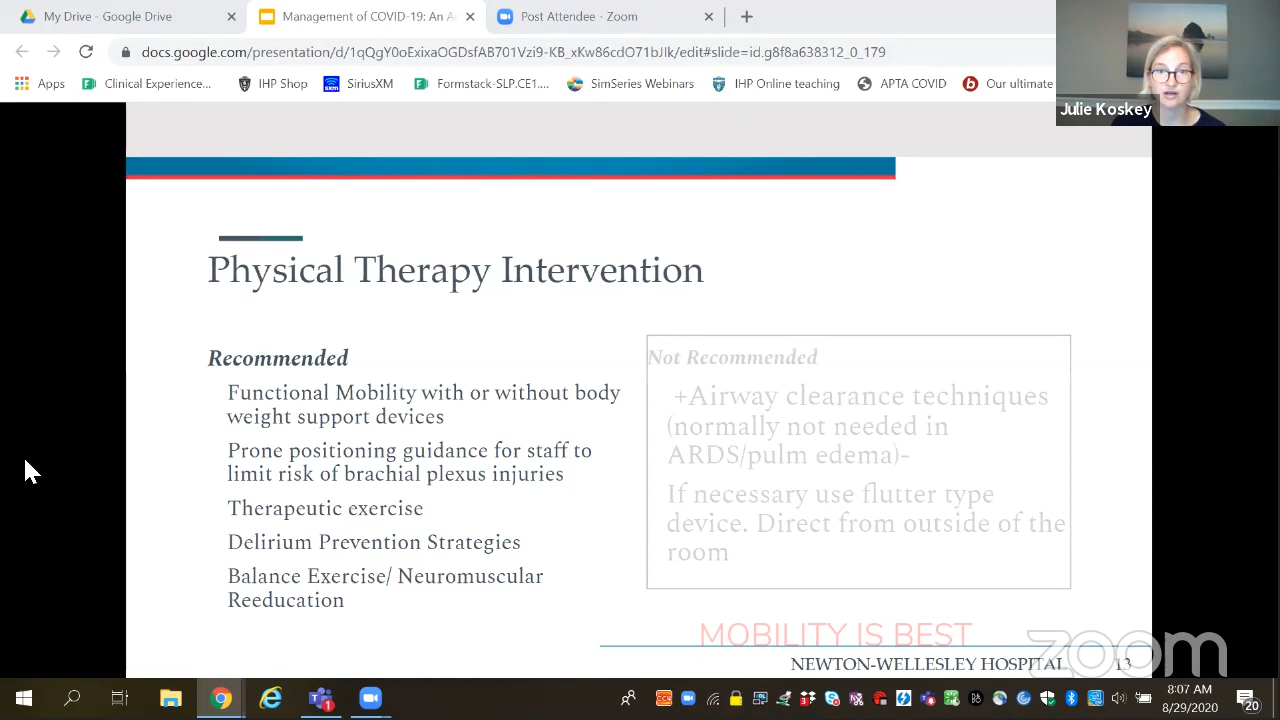 My Drive - Google Drive
Management of COVID-19: An A
Post Attendee - Zoom
docs.google.com/presentation/d/1qQgY0oExixaOGDsfAB701Vzi9-KB_xKw86cdO71bJIk/edit#slide=id.g8f8a638312_0_179
Apps
Clinical Experience...
IHP Shop
SiriusXM
Formstack-SLP.CE1....
SimSeries Webinars
IHP Online teaching
APTA COVID
Our ultimate
Julie Koskey
Physical Therapy Intervention
Recommended
Functional Mobility with or without body
weight support devices
Prone positioning guidance for staff to
limit risk of brachial plexus injuries
Therapeutic exercise
Delirium Prevention Strategies
Balance Exercise/ Neuromuscular
Reeducation
Not Recommended
+Airway clearance techniques
(normally not needed in
ARDS/pulm edema)-
If necessary use flutter type
device. Direct from outside of the
room
MOBILITY IS BEST
NEWTON-WELLESLEY HOSPITAL 13
zoom
8:07 AM
8/29/2020
20